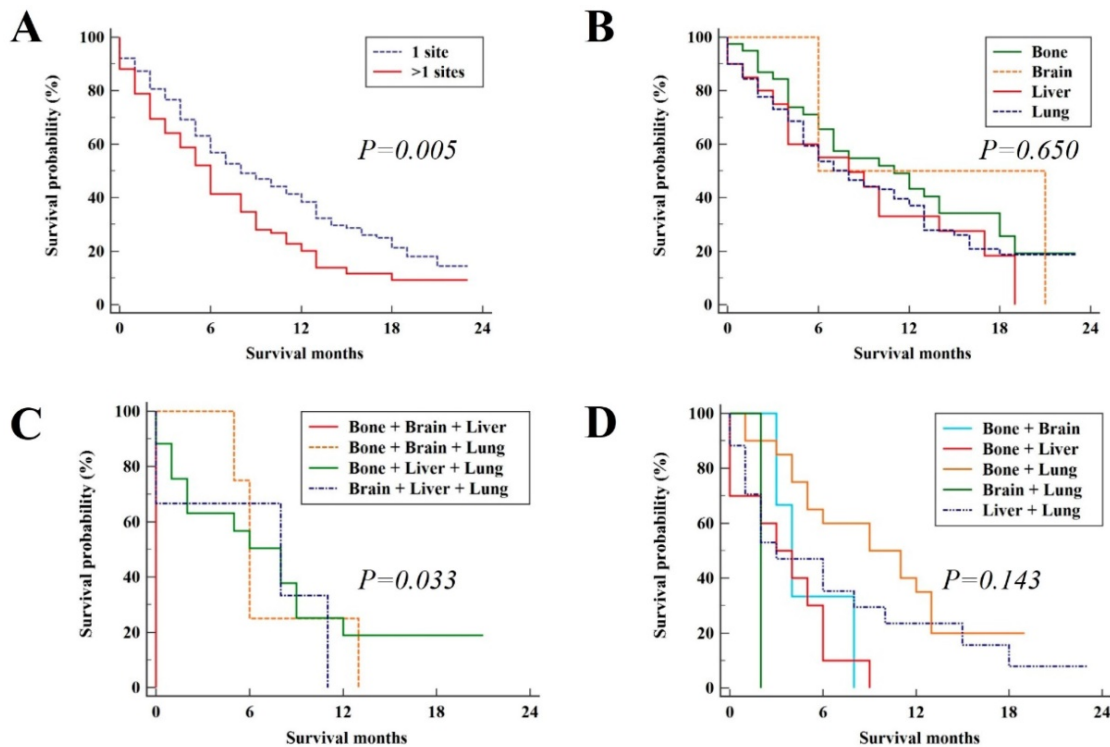 A
Survival probability (%)
100
80
60
40
20
0
1 site
>1 sites
P=0.005
0
6
12
18
24
Survival months
B
Survival probability (%)
100
80
60
40
20
0
Bone
Brain
Liver
Lung
P=0.650
0
6
12
18
24
Survival months
C
Survival probability (%)
100
80
60
40
20
0
Bone + Brain + Liver
Bone + Brain + Lung
Bone + Liver + Lung
Brain + Liver + Lung
P=0.033
0
12
24
Survival months
D
Survival probability (%)
100
80
60
40
20
0
Bone + Brain
Bone + Liver
Bone + Lung
Brain + Lung
Liver + Lung
P=0.143
0
6
12
18
24
Survival months